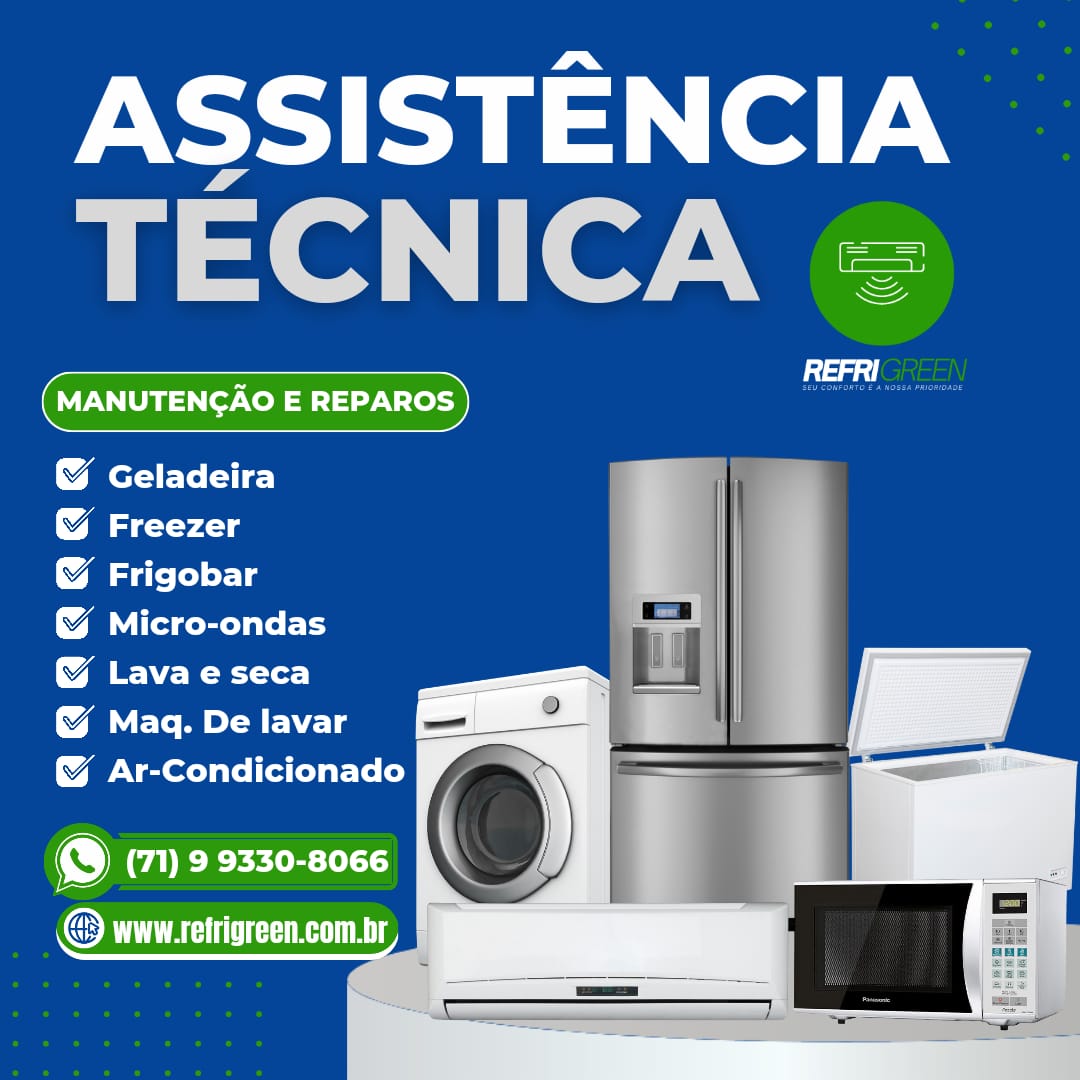 ASSISTÊNCIA
TÉCNICA
REFRIGREEN
SEU CONFORTO É A NOSSA PRIORIDADE
MANUTENÇÃO E REPAROS
Geladeira
Freezer
Frigobar
Micro-ondas
Lava e seca
Maq. De lavar
Ar-Condicionado
(71) 9 9330-8066
www.refrigreen.com.br
Panasonic